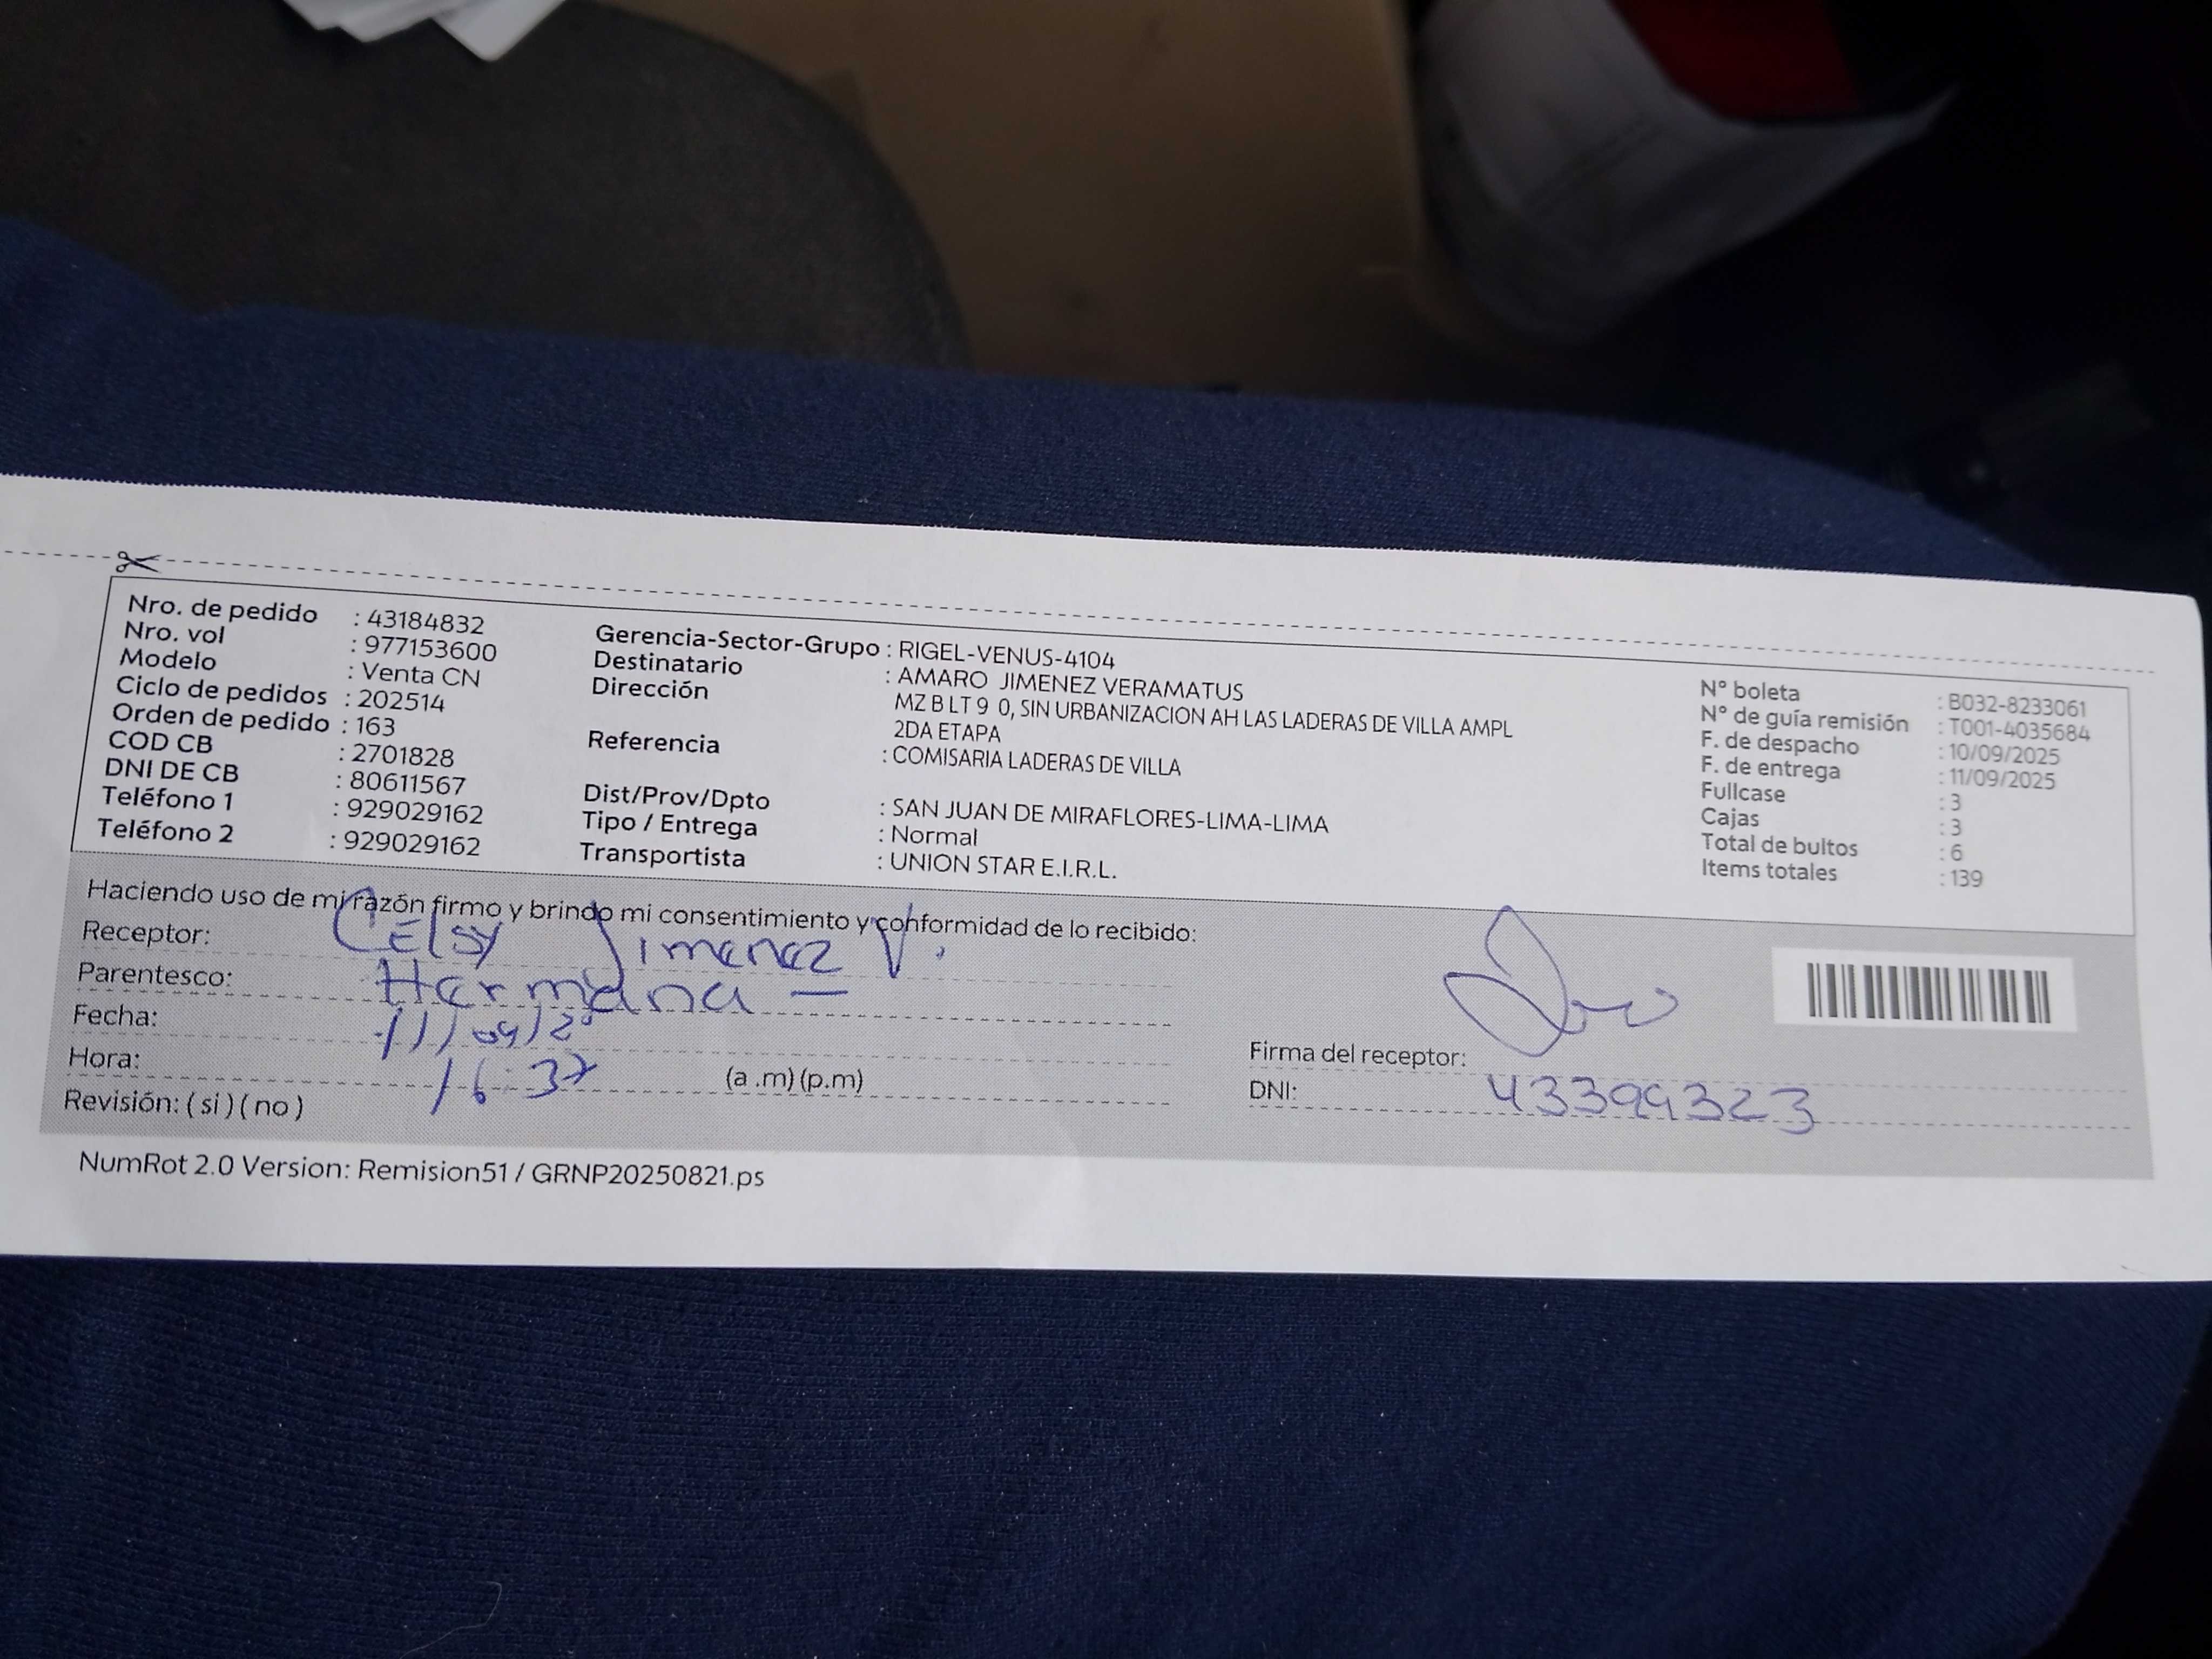 Nro. de pedido : 43184832
Nro. vol : 977153600
Modelo : Venta CN
Ciclo de pedidos : 202514
Orden de pedido : 163
COD CB : 2701828
DNI DE CB : 80611567
Teléfono 1 : 929029162
Teléfono 2 : 929029162
Gerencia-Sector-Grupo : RIGEL-VENUS-4104
Destinatario : AMARO JIMENEZ VERAMATUS
Dirección MZ B LT 9 0, SIN URBANIZACION AH LAS LADERAS DE VILLA AMPL
2DA ETAPA
Referencia : COMISARIA LADERAS DE VILLA
Dist/Prov/Dpto : SAN JUAN DE MIRAFLORES-LIMA-LIMA
Tipo / Entrega : Normal
Transportista : UNION STAR E.I.R.L.
N° boleta : B032-8233061
N° de guía remisión : T001-4035684
F. de despacho : 10/09/2025
F. de entrega : 11/09/2025
Fullcase : 3
Cajas : 3
Total de bultos : 6
Items totales : 139
Haciendo uso de mi razón firmo y brindo mi consentimiento y conformidad de lo recibido:
Receptor: Celsy Jimenez V.
Parentesco: Hermana
Fecha: 11/09/25
Hora: 16:37 (a .m) (p.m)
Revisión: ( si ) ( no )
Firma del receptor:
DNI: 43399323
NumRot 2.0 Version: Remision51 / GRNP20250821.ps